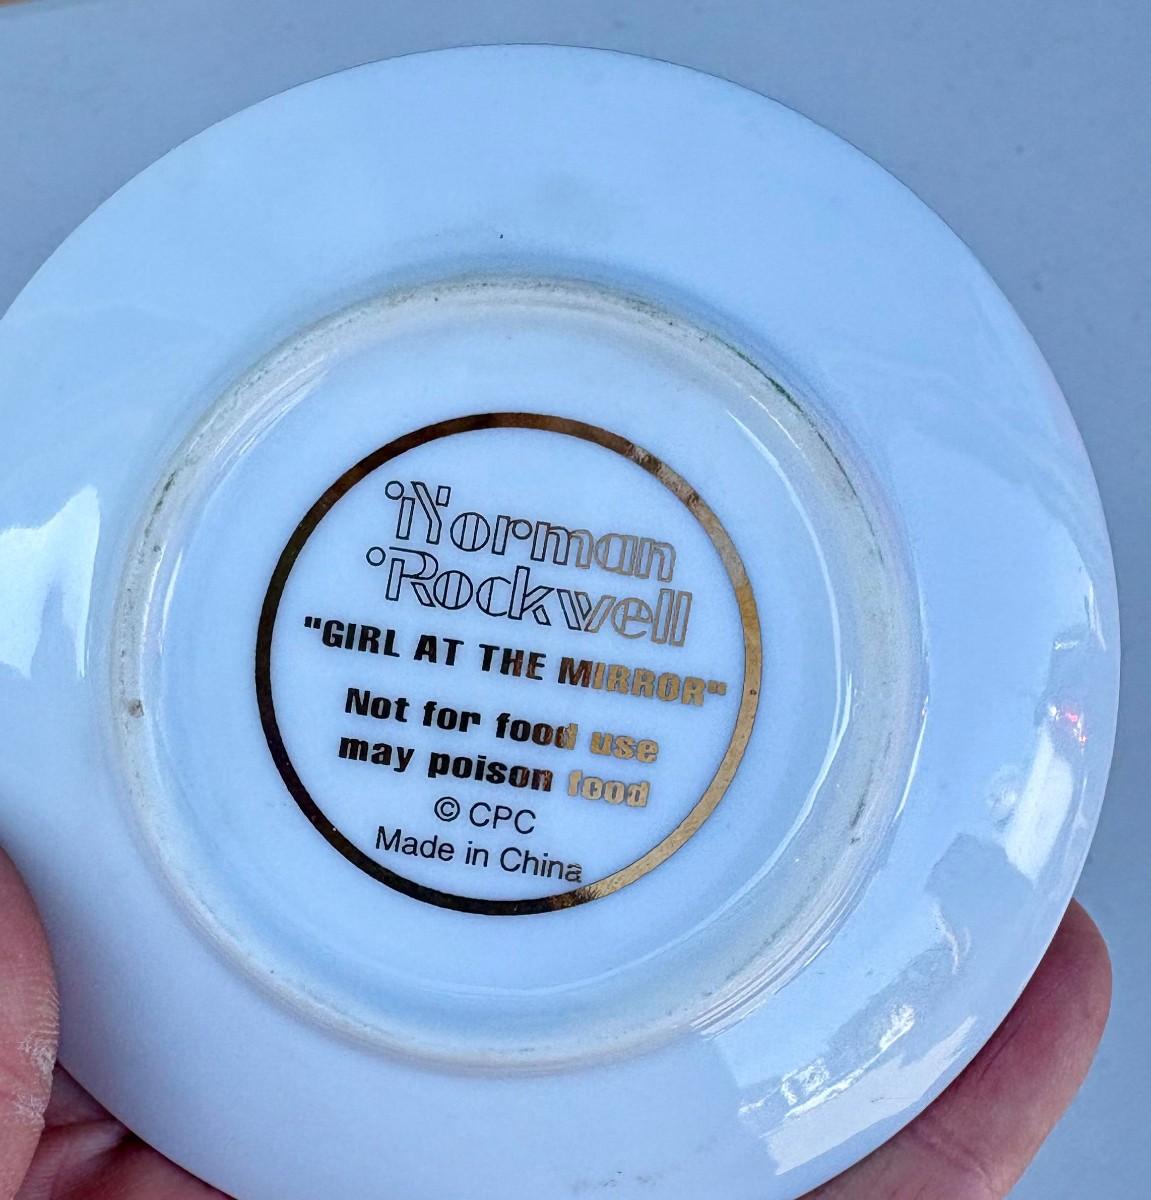 Norman
Rockwell
"GIRL AT THE MIRROR"
Not for food use
may poison food
© CPC
Made in China